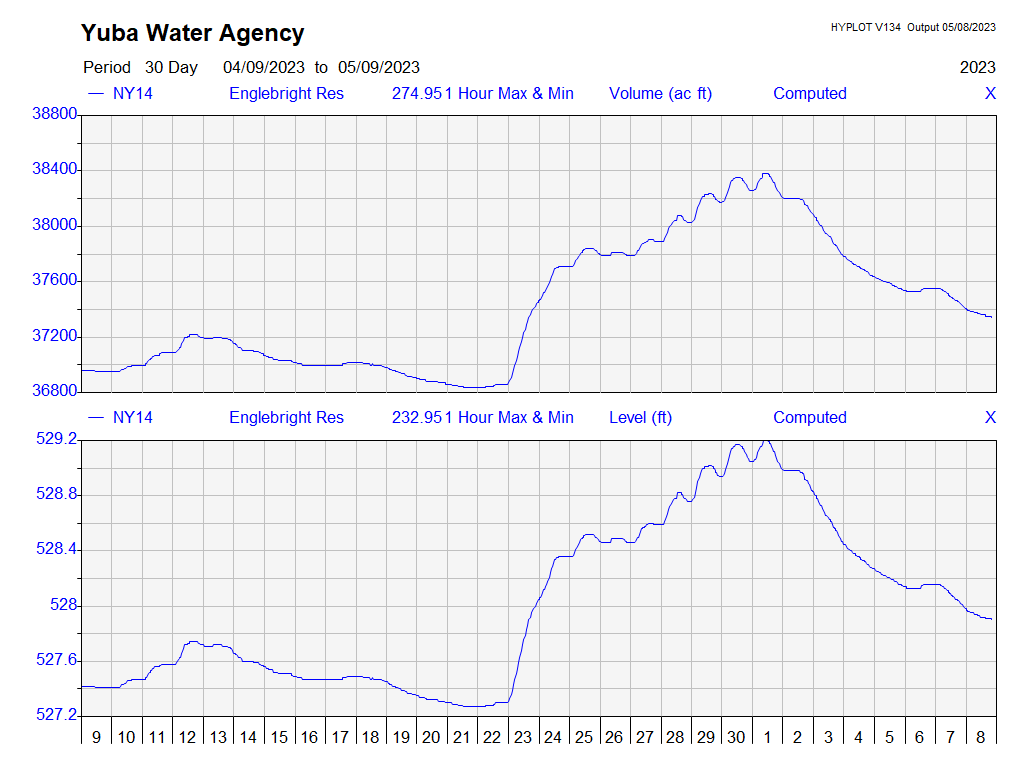 Yuba Water Agency
HYPLOT V134 Output 05/08/2023
Period 30 Day 04/09/2023 to 05/09/2023 2023
NY14 Englebright Res 274.951 Hour Max & Min Volume (ac ft) Computed X
38800
38400
38000
37600
37200
36800
NY14 Englebright Res 232.951 Hour Max & Min Level (ft) Computed X
529.2
528.8
528.4
528
527.6
527.2
9 10 11 12 13 14 15 16 17 18 19 20 21 22 23 24 25 26 27 28 29 30 1 2 3 4 5 6 7 8